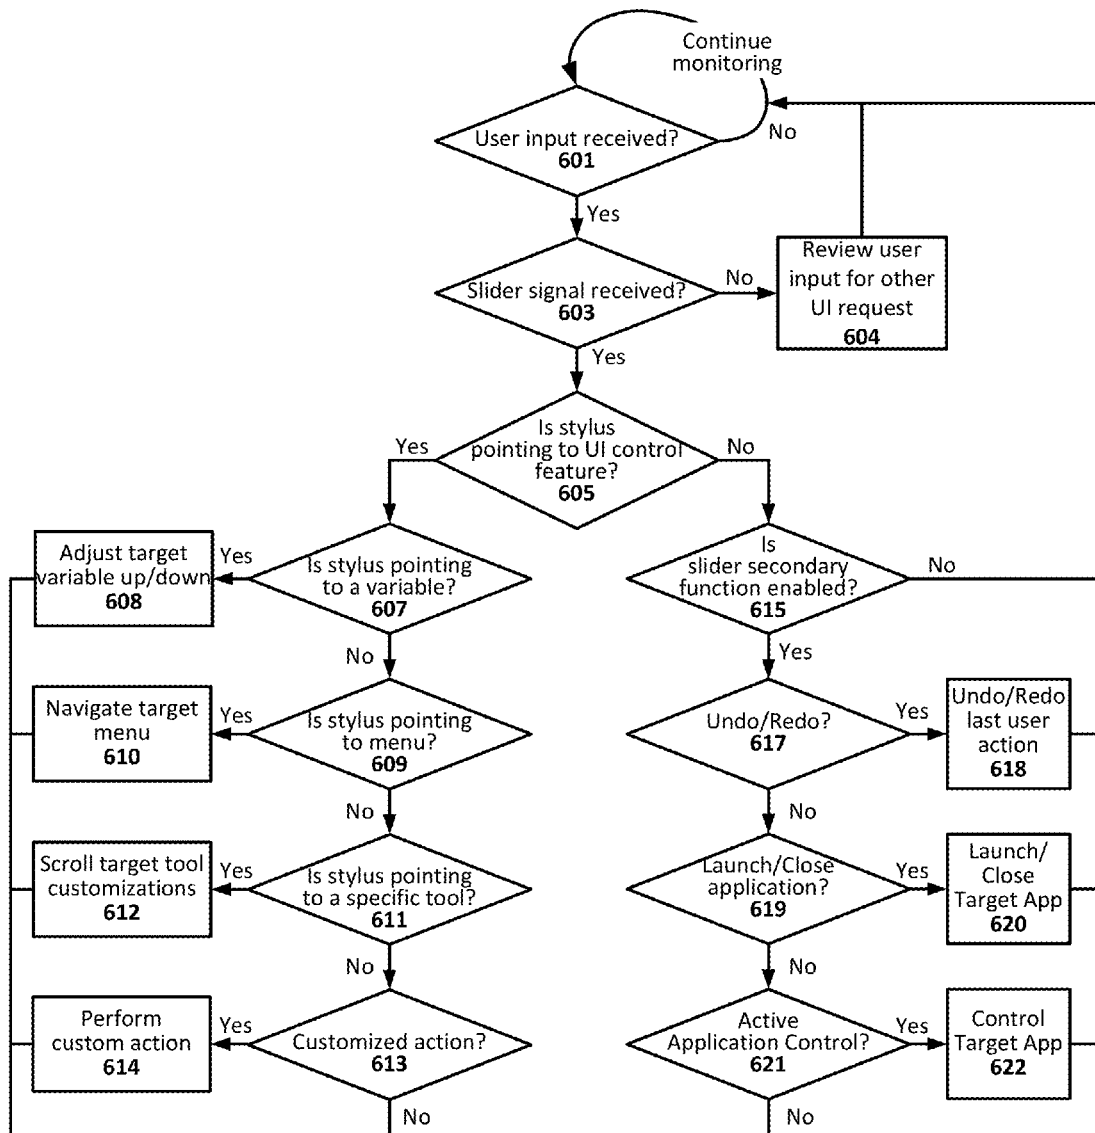 Continue
monitoring
No
User input received?
601
Yes
Slider signal received?
603
No
Review user
input for other
UI request
604
Yes
Is stylus
pointing to UI control
feature?
605
Yes
No
Is stylus pointing
to a variable?
607
Yes
Adjust target
variable up/down
608
No
Is stylus pointing
to menu?
609
Yes
Navigate target
menu
610
No
Is stylus pointing
to a specific tool?
611
Yes
Scroll target tool
customizations
612
No
Customized action?
613
Yes
Perform
custom action
614
No
Is
slider secondary
function enabled?
615
No
Yes
Undo/Redo?
617
Yes
Undo/Redo
last user
action
618
No
Launch/Close
application?
619
Yes
Launch/
Close
Target App
620
No
Active
Application Control?
621
Yes
Control
Target App
622
No